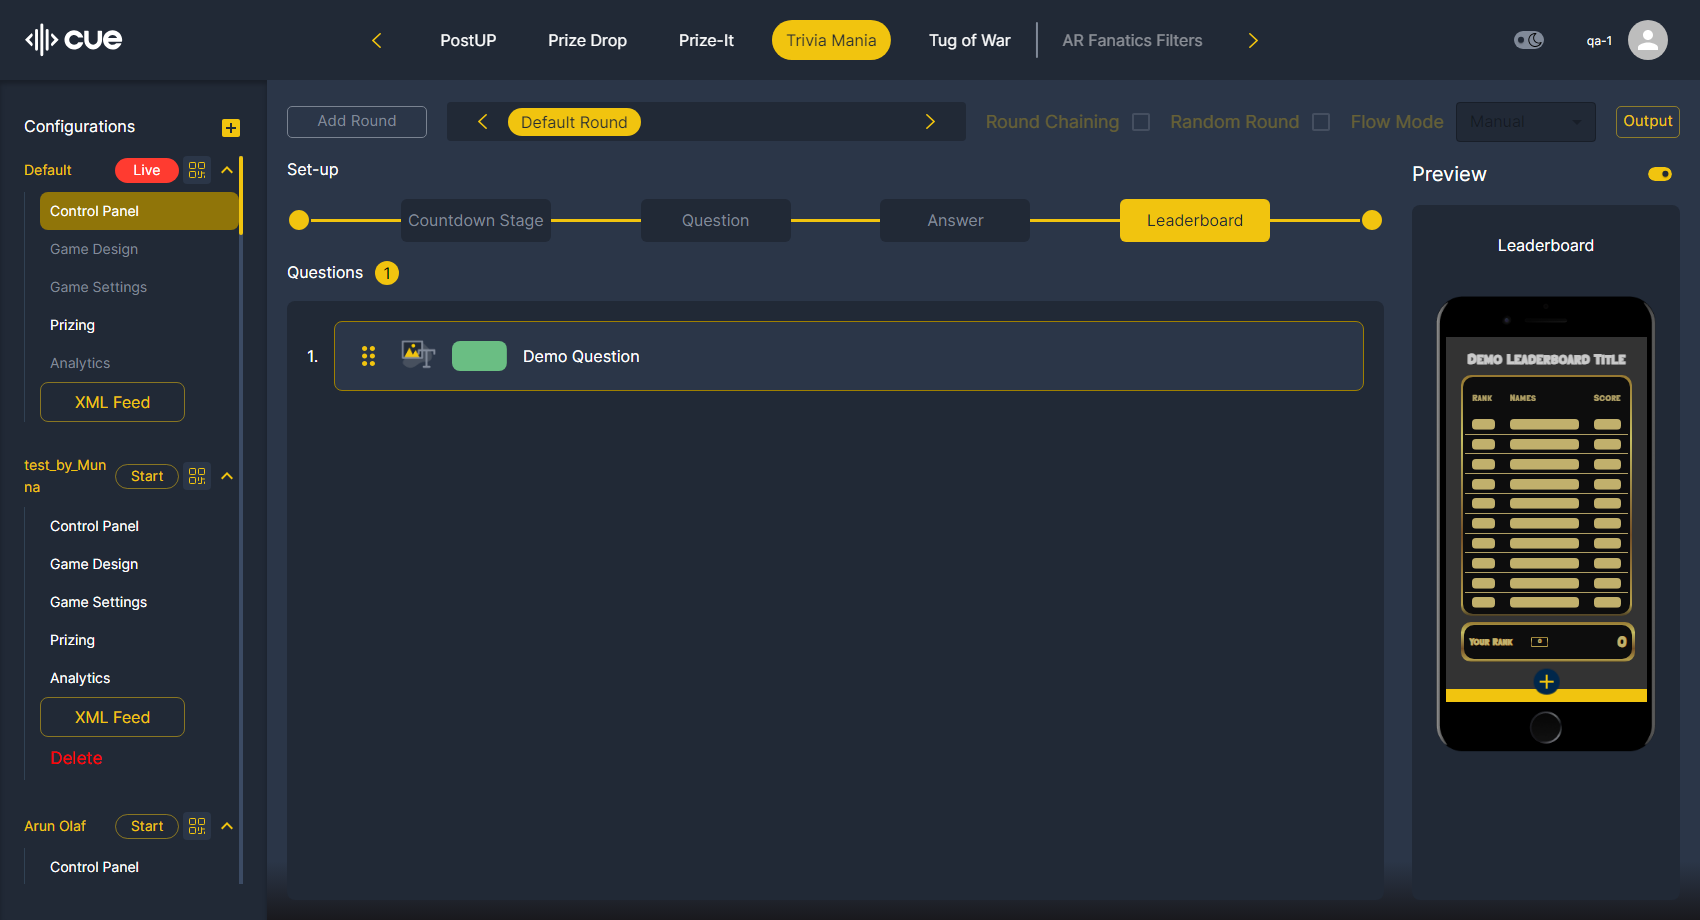 cue
PostUP
Prize Drop
Prize-It
Trivia Mania
Tug of War
AR Fanatics Filters
qa-1
Configurations
Default
Live
Control Panel
Game Design
Game Settings
Prizing
Analytics
XML Feed
test_by_Mun
na
Start
Control Panel
Game Design
Game Settings
Prizing
Analytics
XML Feed
Delete
Arun Olaf
Start
Control Panel
Add Round
Default Round
Round Chaining
Random Round
Flow Mode
Manual
Output
Set-up
Countdown Stage
Question
Answer
Leaderboard
Questions
1
1.
T
Demo Question
Preview
Leaderboard
Demo Leaderboard Title
Rank Names Score
Your Rank 0 0